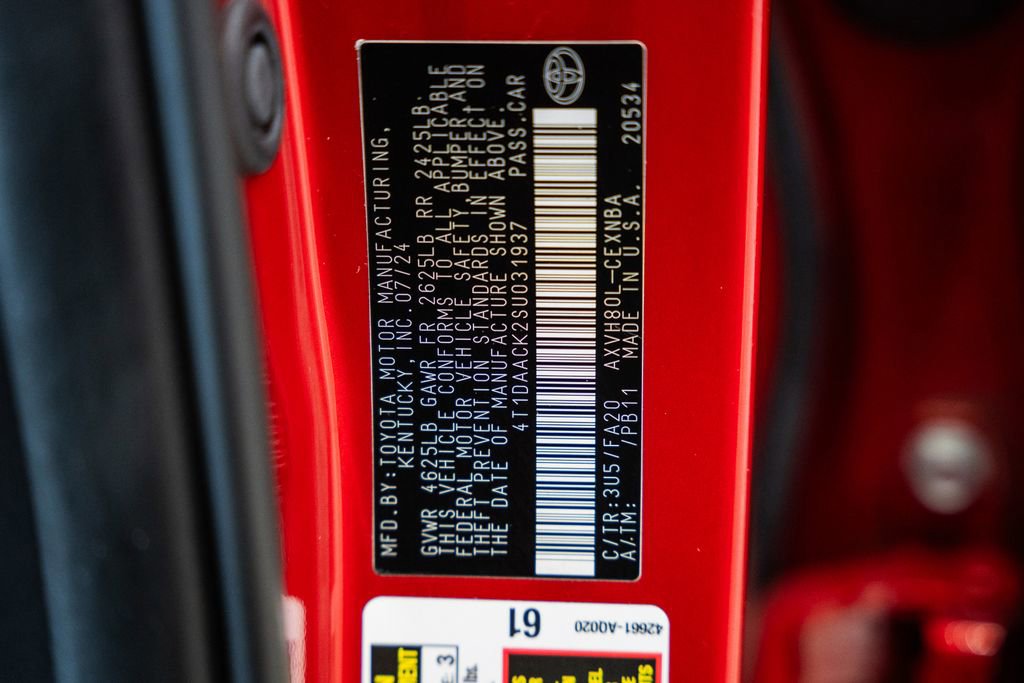 MFD.BY:TOYOTA MOTOR MANUFACTURING,
KENTUCKY,INC.07/24
GVWR 4625LB GAWR FR 2625LB RR 2425LB.
THIS VEHICLE CONFORMS TO ALL APPLICABLE
FEDERAL MOTOR VEHICLE SAFETY, BUMPER AND
THEFT PREVENTION STANDARDS IN EFFECT ON
THE DATE OF MANUFACTURE SHOWN ABOVE.
4T1DAACK2SU031937 PASS.CAR
C/TR:3U5/FA20 AXVH80L-CEXNBA
A/TM: /PB11 MADE IN U.S.A. 20534
61
42661-AQ020